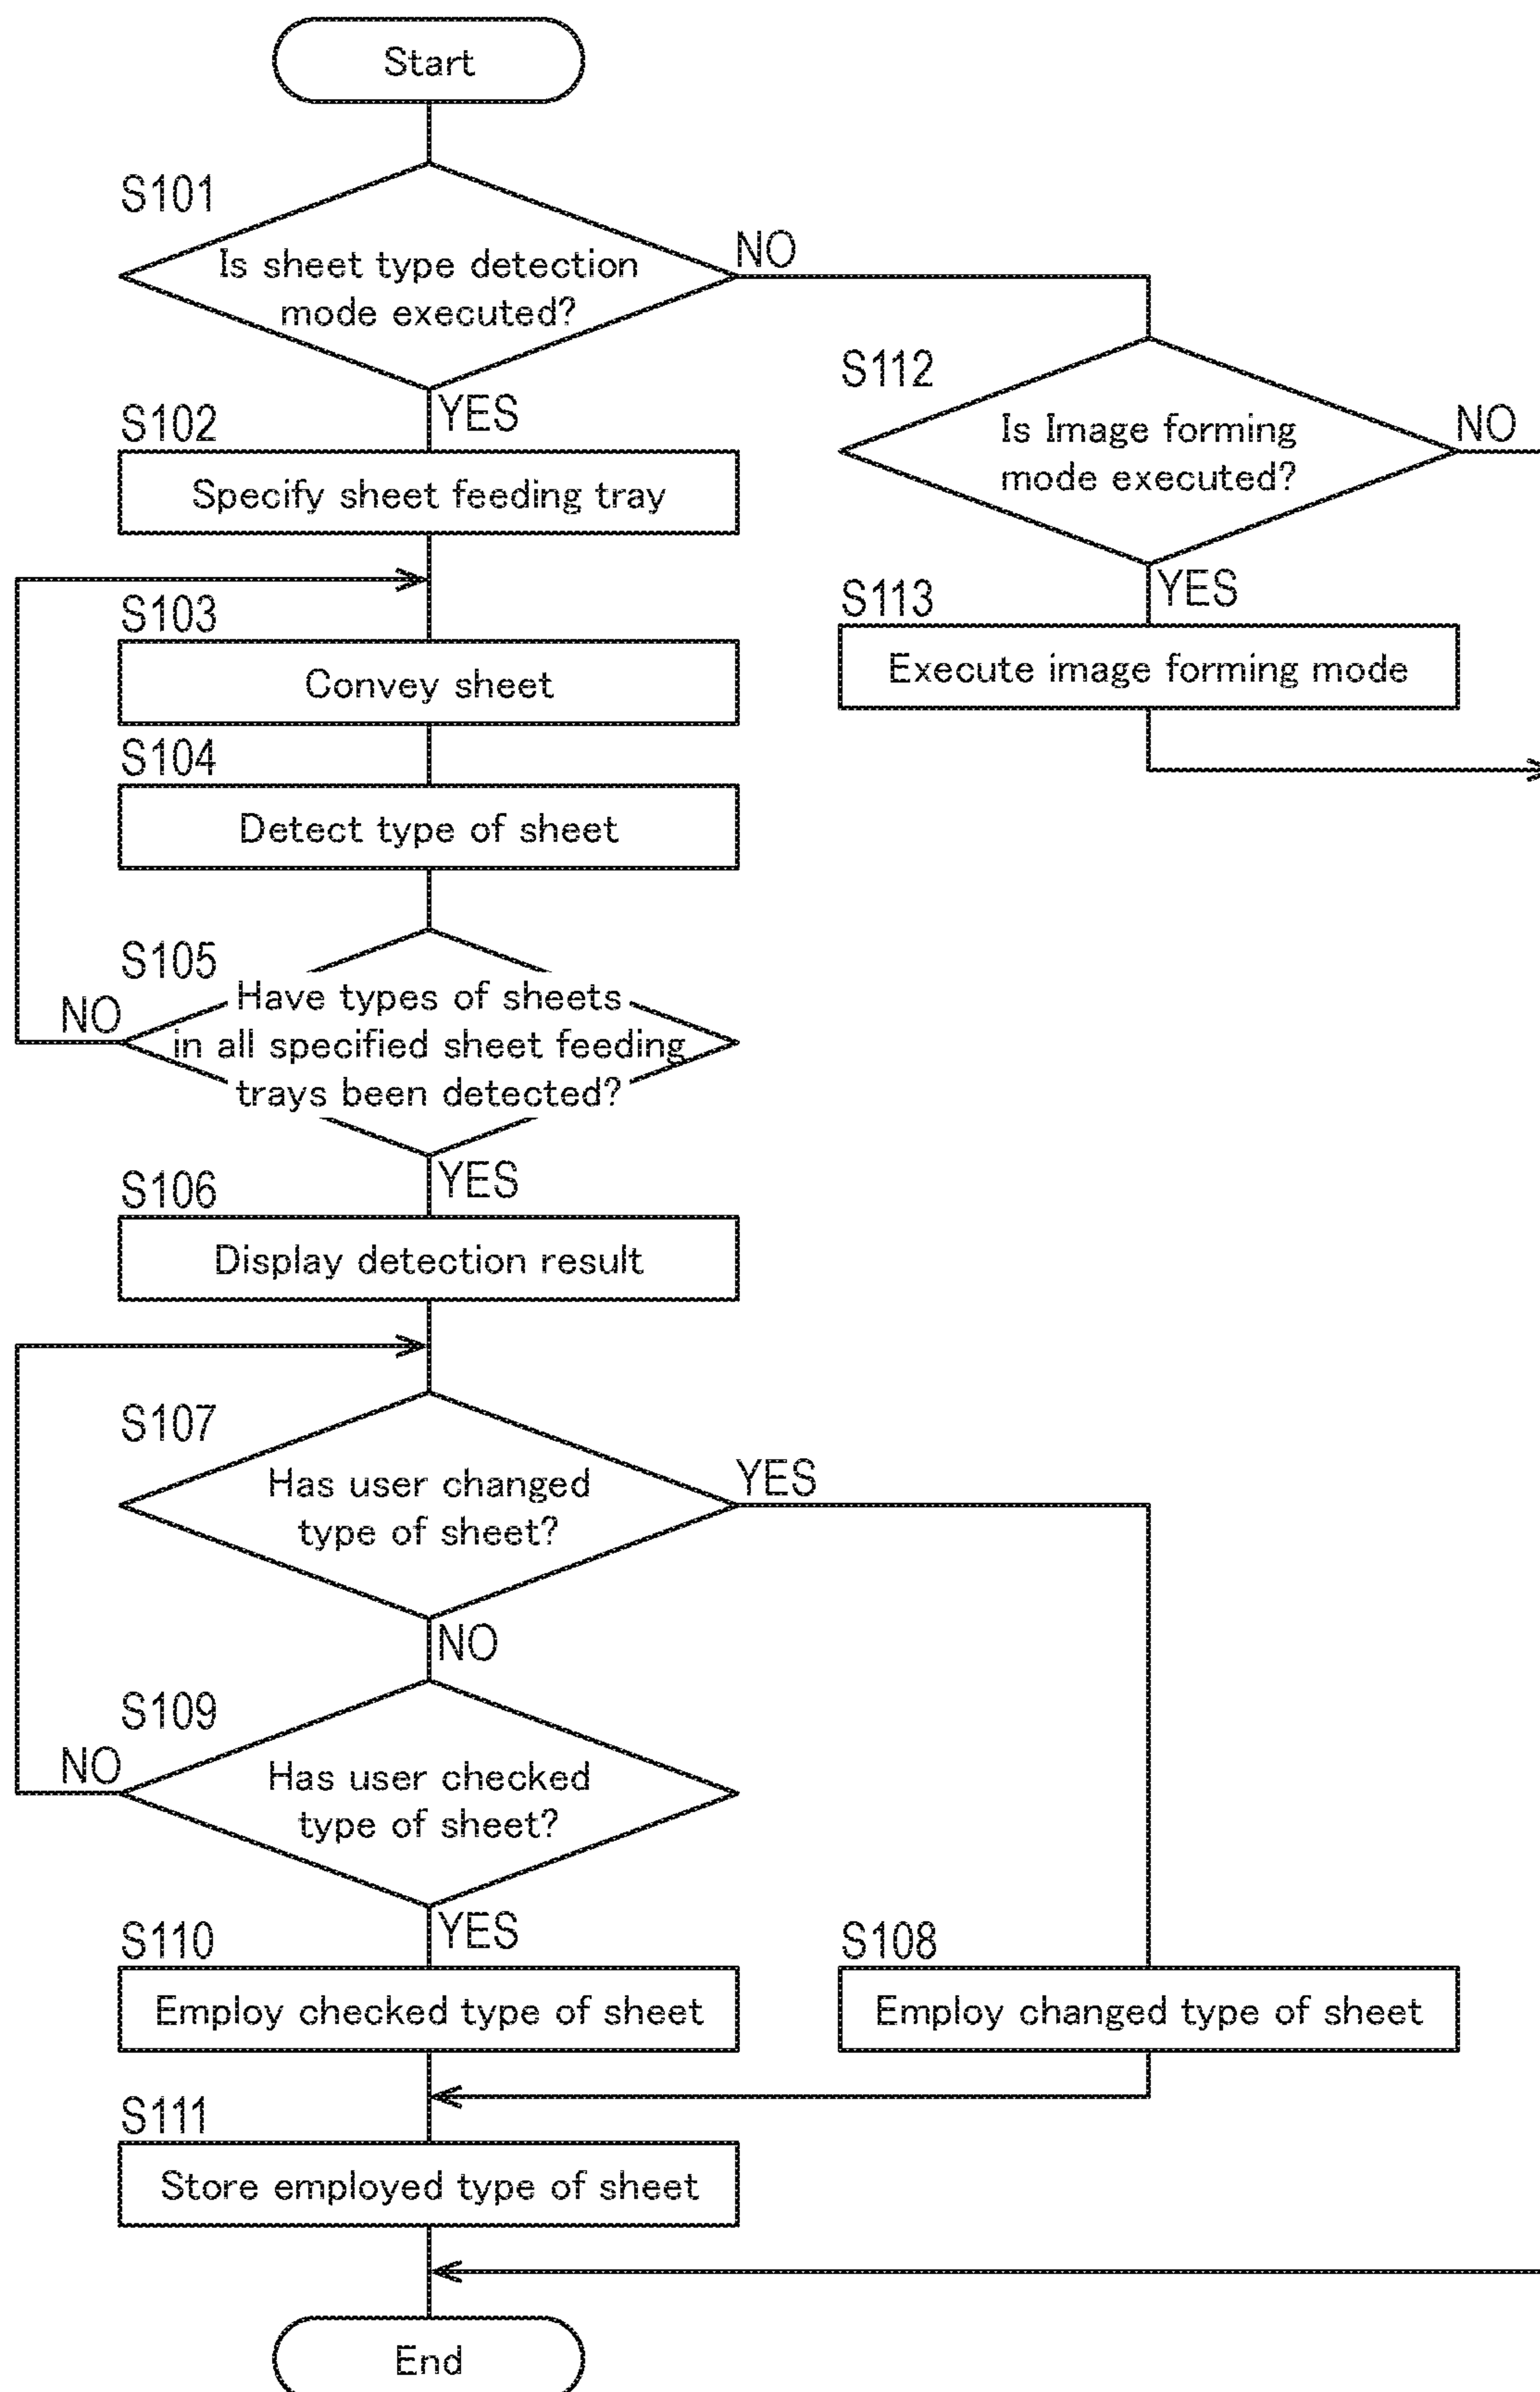 Start
S101
Is sheet type detection
mode executed?
NO
YES
S112
Is Image forming
mode executed?
NO
YES
S102
Specify sheet feeding tray
S113
Execute image forming mode
S103
Convey sheet
S104
Detect type of sheet
S105
Have types of sheets
in all specified sheet feeding
trays been detected?
NO
YES
S106
Display detection result
S107
Has user changed
type of sheet?
YES
NO
S109
Has user checked
type of sheet?
NO
YES
S110
Employ checked type of sheet
S108
Employ changed type of sheet
S111
Store employed type of sheet
End